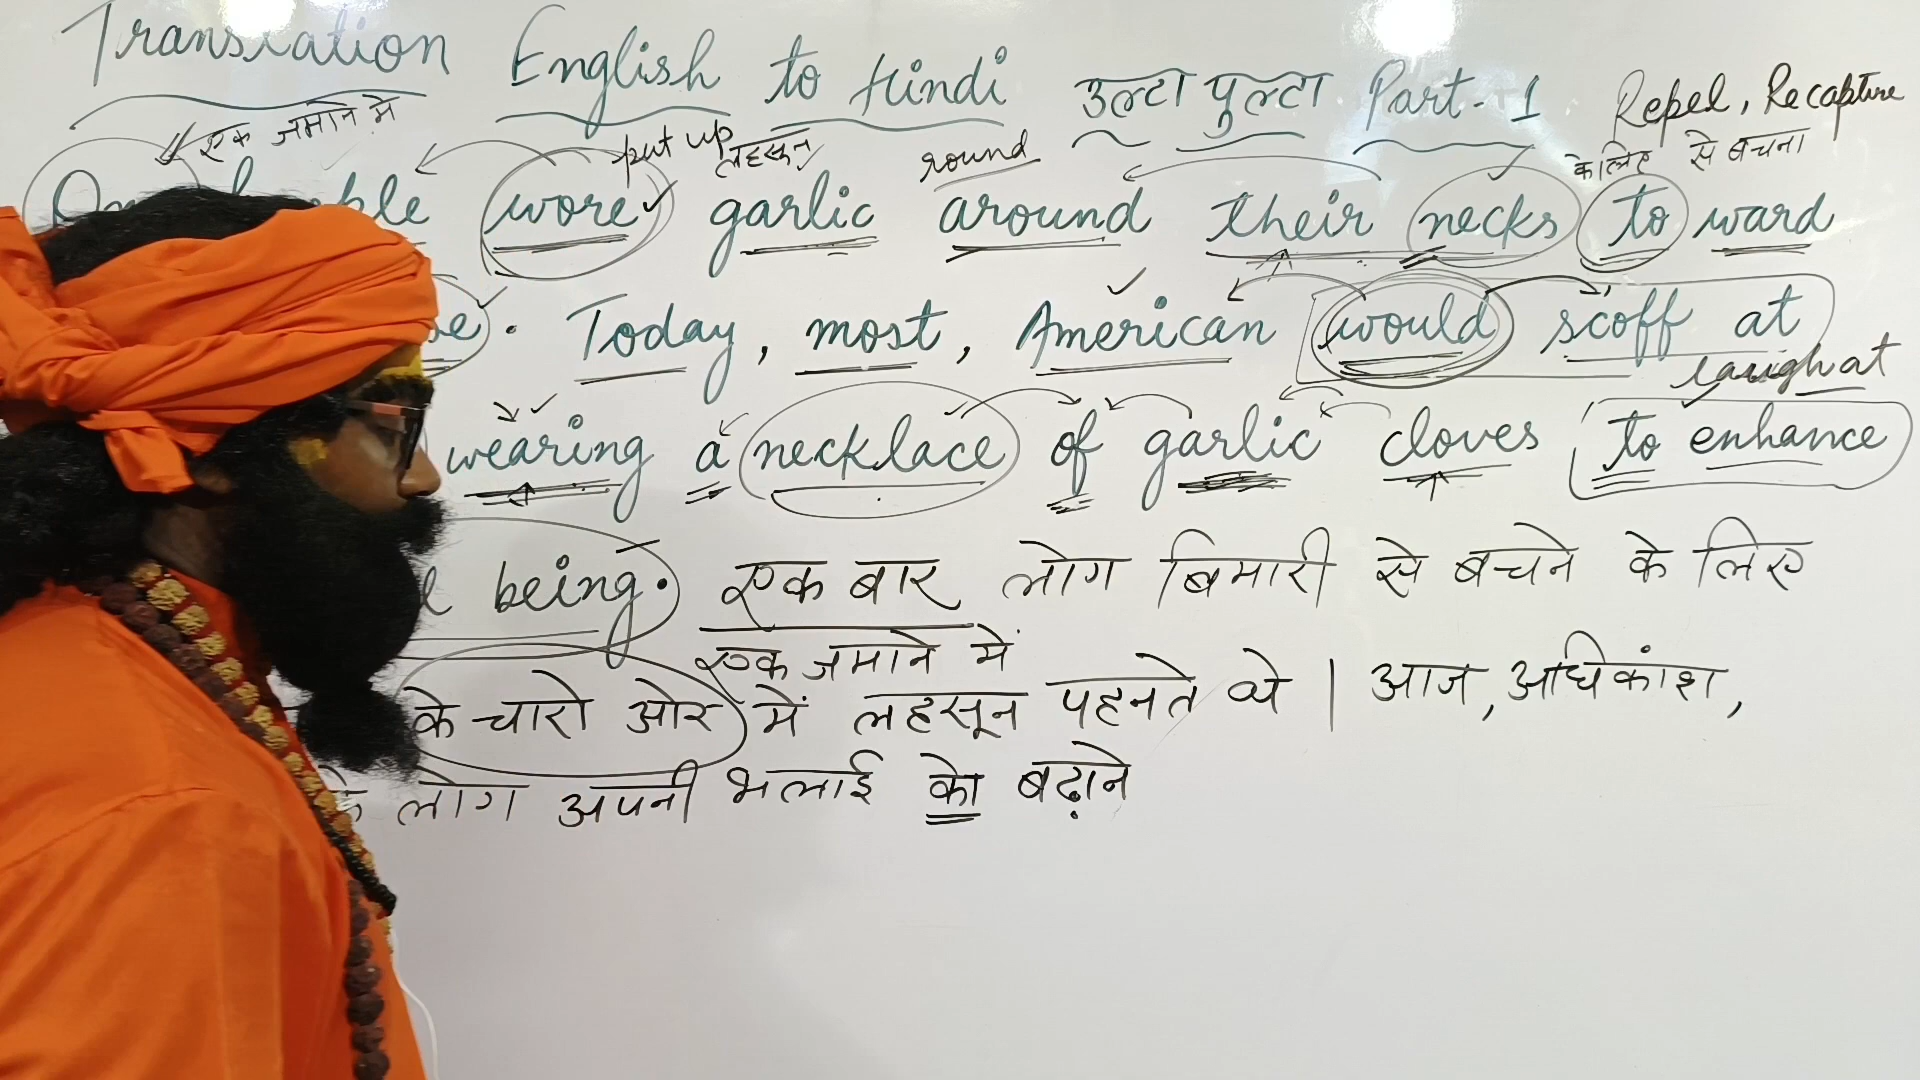 Translation English to Hindi उल्टा पुल्टा Part-1 Repel, Recapture
एक जमाने में put up लहसून round के लिए से बचना
wore garlic around their necks to ward
Today, most, American would scoff at
laugh at
wearing a necklace of garlic cloves to enhance
being. एक बार लोग बिमारी से बचने के लिए
एक जमाने में
के चारो ओर में लहसून पहनते थे | आज, अधिकांश,
लोग अपनी भलाई को बढ़ाने